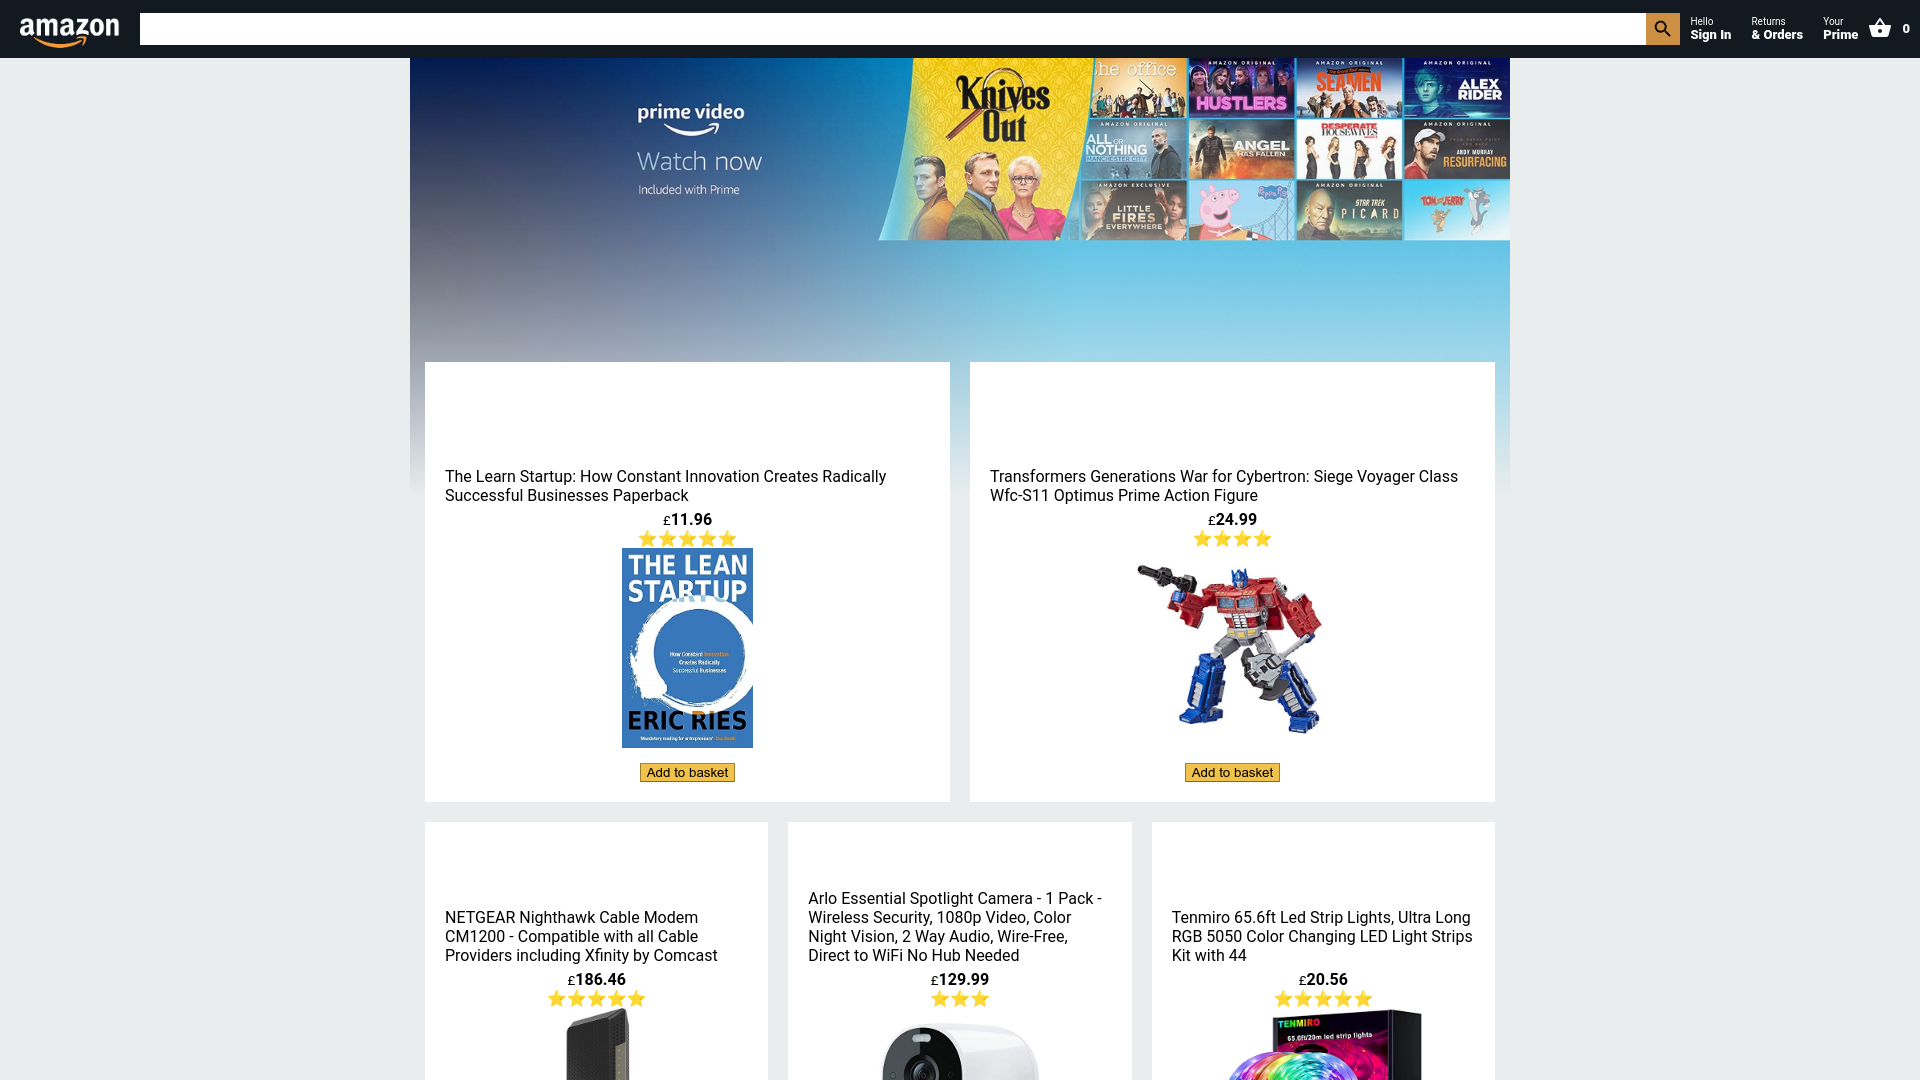 amazon
Hello
Sign In
Returns
& Orders
Your
Prime
0
prime video
Watch now
Included with Prime
Knives
Out
the office
AMAZON ORIGINAL
HUSTLERS
AMAZON ORIGINAL
SEAMEN
AMAZON ORIGINAL
ALEX
RIDER
AMAZON ORIGINAL
ALL OR
NOTHING
MANCHESTER CITY
ANGEL
HAS FALLEN
DESPERATE
HOUSEWIVES
AMAZON ORIGINAL
ANDY MURRAY
RESURFACING
AMAZON EXCLUSIVE
LITTLE
FIRES
EVERYWHERE
Peppa Pig
AMAZON ORIGINAL
STAR TREK
PICARD
TOM and JERRY
The Learn Startup: How Constant Innovation Creates Radically
Successful Businesses Paperback
£11.96
THE LEAN
STARTUP
How Constant Innovation
Creates Radically
Successful Businesses
ERIC RIES
Add to basket
Transformers Generations War for Cybertron: Siege Voyager Class
Wfc-S11 Optimus Prime Action Figure
£24.99
Add to basket
NETGEAR Nighthawk Cable Modem
CM1200 - Compatible with all Cable
Providers including Xfinity by Comcast
£186.46
Arlo Essential Spotlight Camera - 1 Pack -
Wireless Security, 1080p Video, Color
Night Vision, 2 Way Audio, Wire-Free,
Direct to WiFi No Hub Needed
£129.99
Tenmiro 65.6ft Led Strip Lights, Ultra Long
RGB 5050 Color Changing LED Light Strips
Kit with 44
£20.56
TENMIRO
65.6ft/20m led strip lights